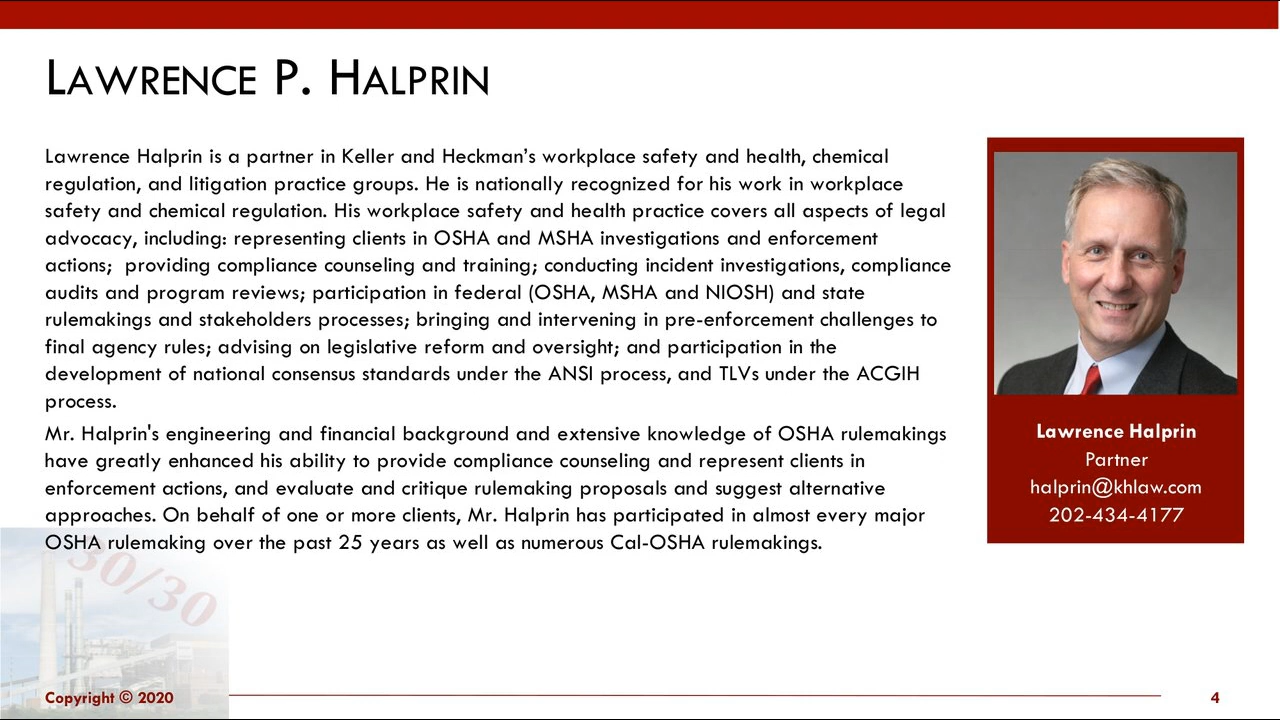 LAWRENCE P. HALPRIN
Lawrence Halprin is a partner in Keller and Heckman’s workplace safety and health, chemical
regulation, and litigation practice groups. He is nationally recognized for his work in workplace
safety and chemical regulation. His workplace safety and health practice covers all aspects of legal
advocacy, including: representing clients in OSHA and MSHA investigations and enforcement
actions;  providing compliance counseling and training; conducting incident investigations, compliance
audits and program reviews; participation in federal (OSHA, MSHA and NIOSH) and state
rulemakings and stakeholders processes; bringing and intervening in pre-enforcement challenges to
final agency rules; advising on legislative reform and oversight; and participation in the
development of national consensus standards under the ANSI process, and TLVs under the ACGIH
process.
Mr. Halprin's engineering and financial background and extensive knowledge of OSHA rulemakings
have greatly enhanced his ability to provide compliance counseling and represent clients in
enforcement actions, and evaluate and critique rulemaking proposals and suggest alternative
approaches. On behalf of one or more clients, Mr. Halprin has participated in almost every major
OSHA rulemaking over the past 25 years as well as numerous Cal-OSHA rulemakings.
Lawrence Halprin
Partner
halprin@khlaw.com
202-434-4177
30/30
Copyright © 2020
4